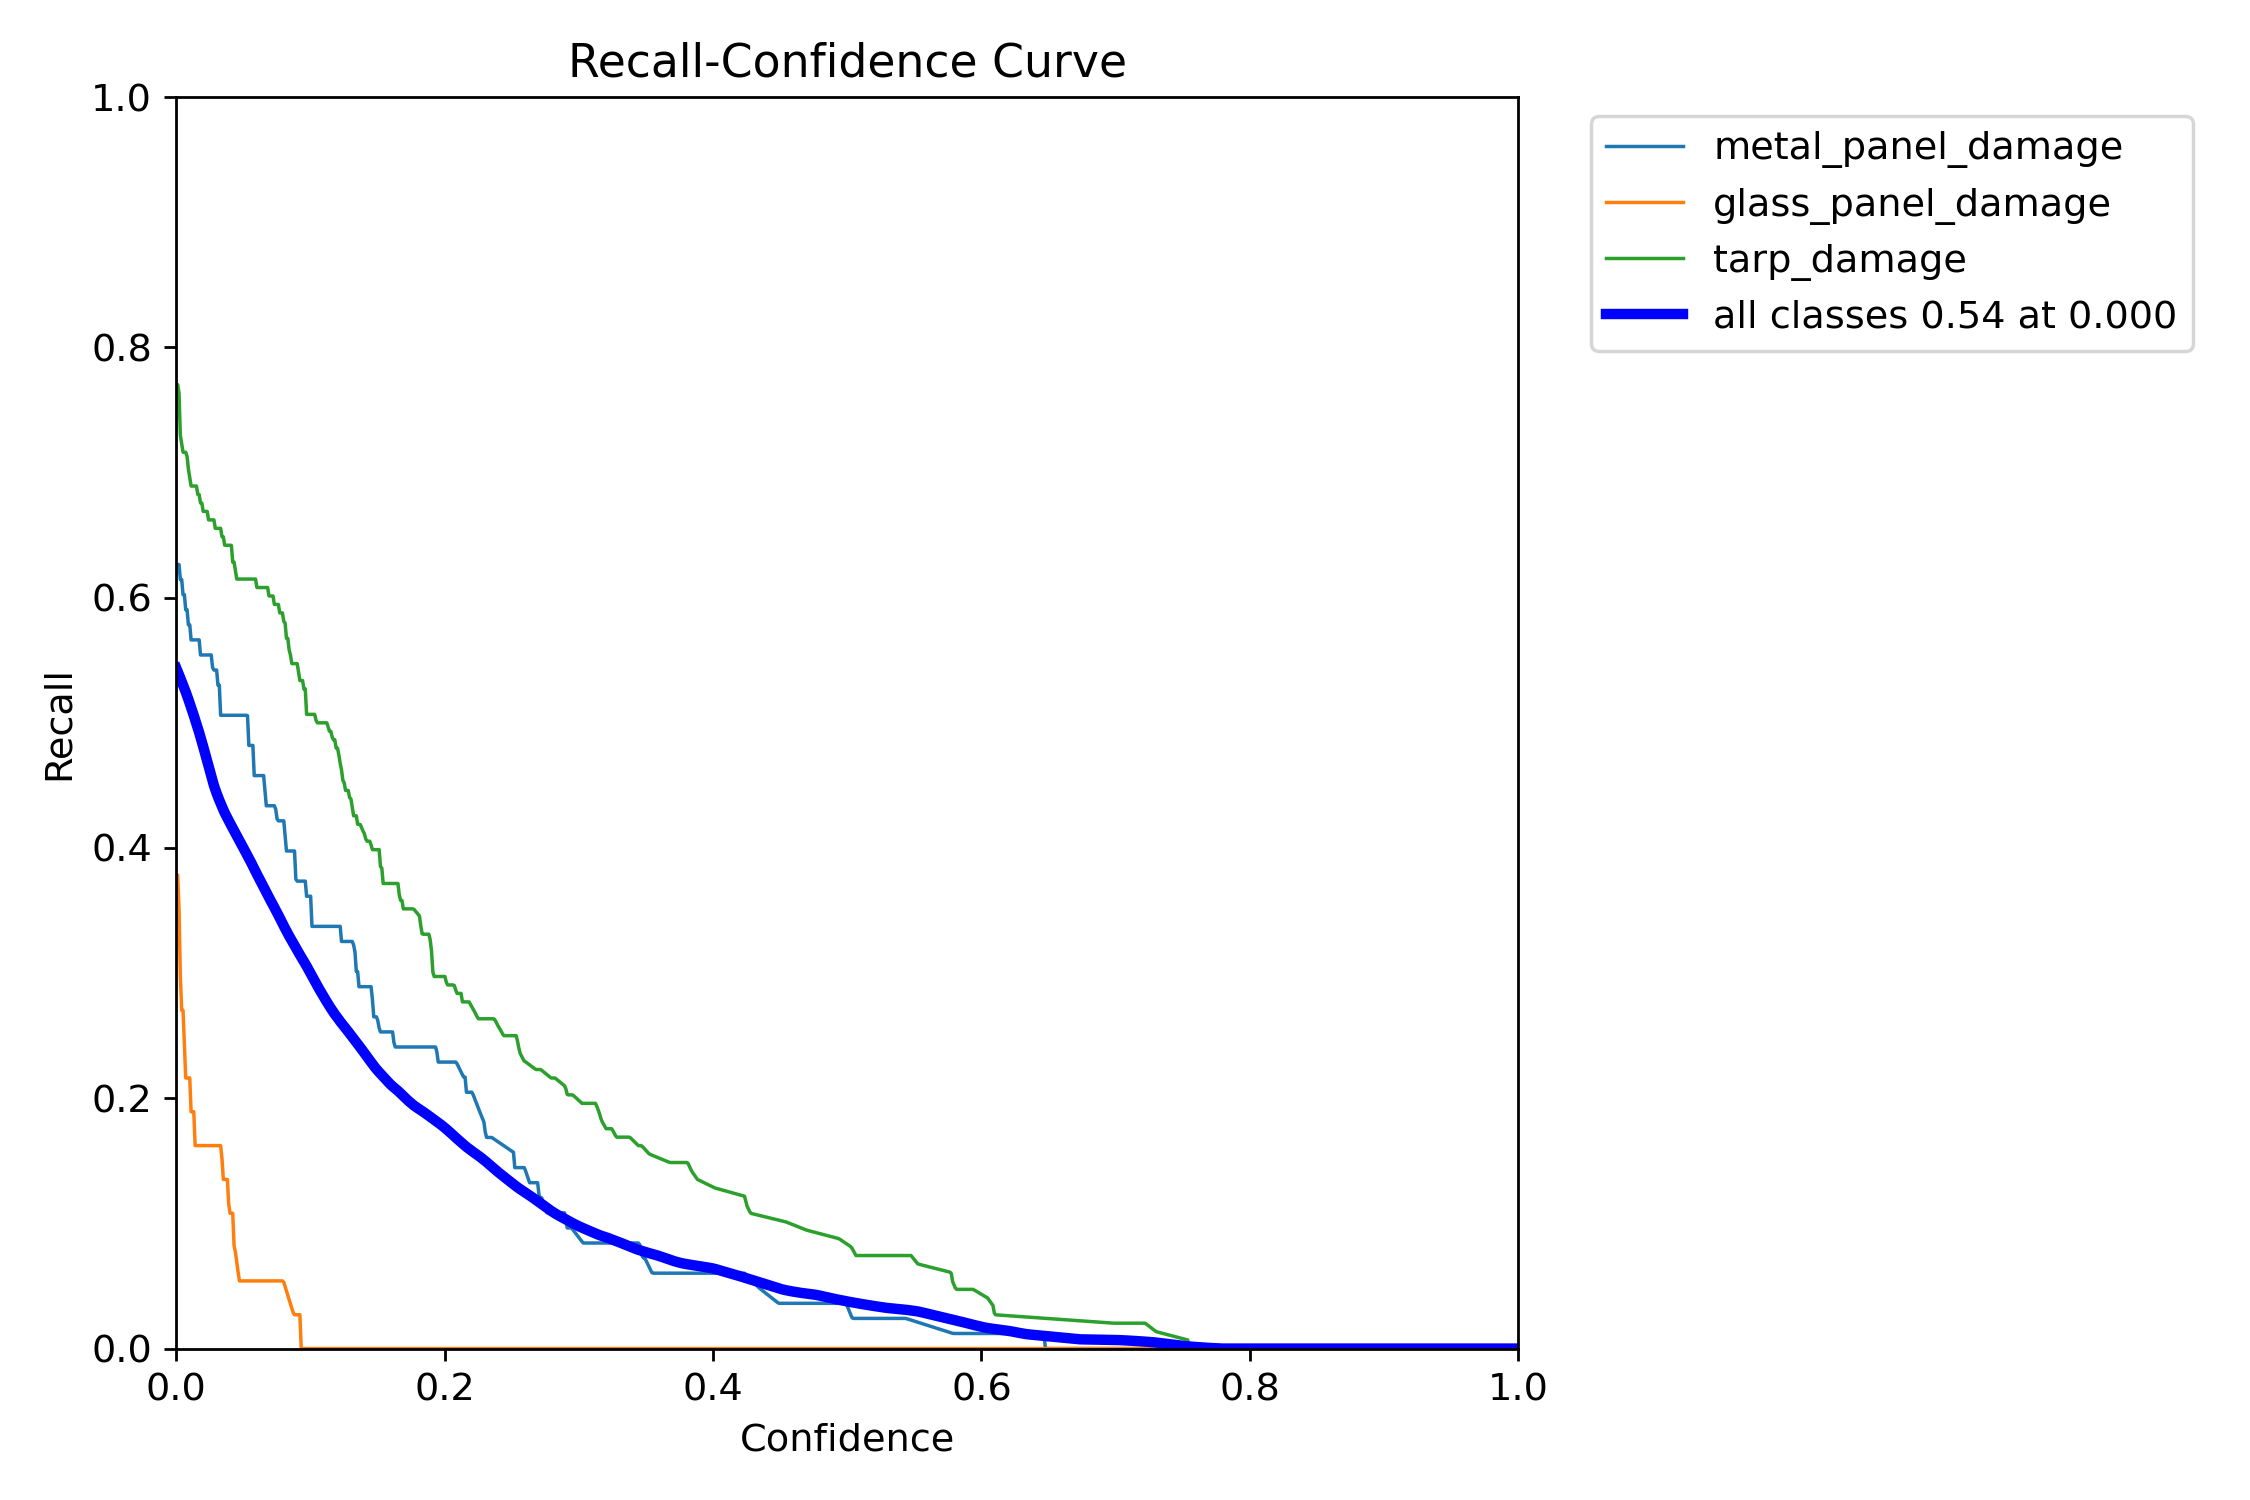 Recall-Confidence Curve
1.0
0.8
0.6
0.4
0.2
0.0
Recall
0.0 0.2 0.4 0.6 0.8 1.0
Confidence
metal_panel_damage
glass_panel_damage
tarp_damage
all classes 0.54 at 0.000